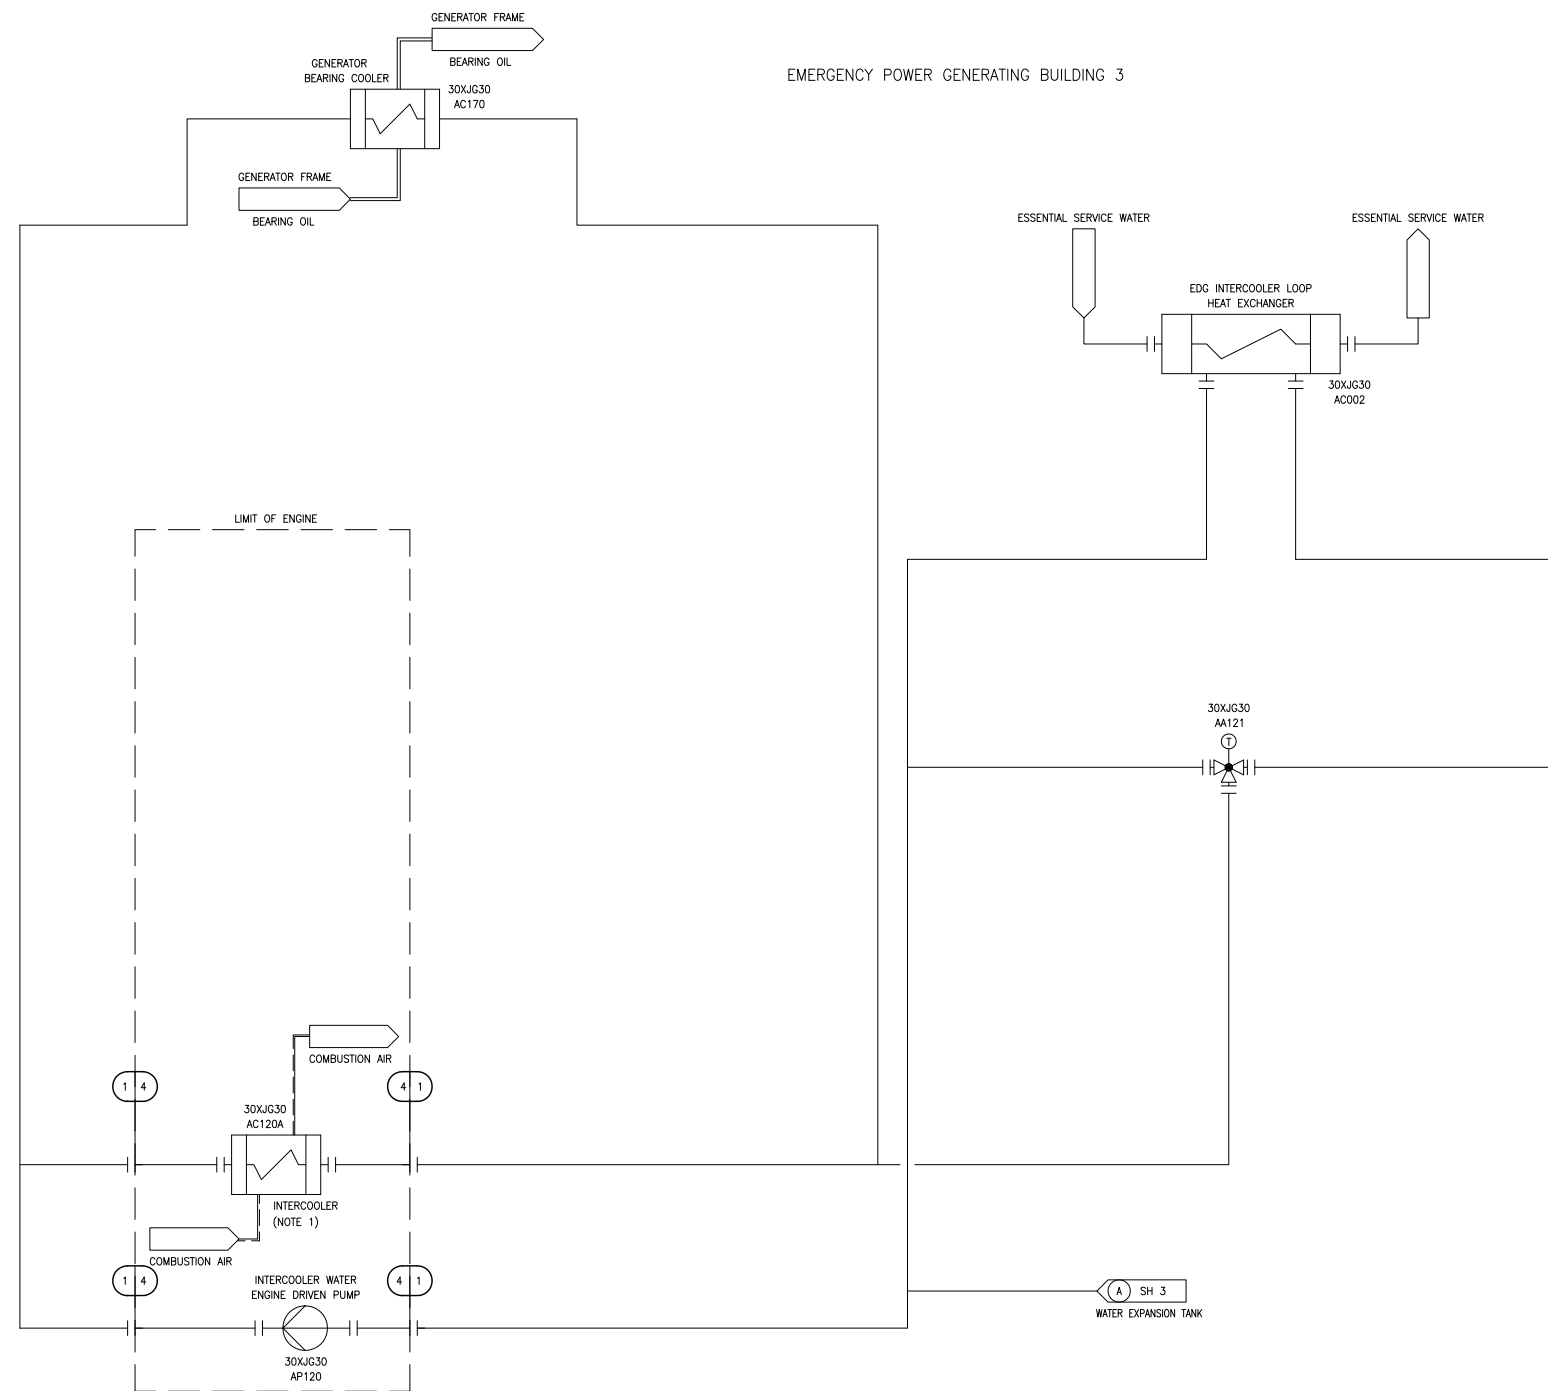 GENERATOR FRAME
BEARING OIL
GENERATOR
BEARING COOLER
30XJG30
AC170
EMERGENCY POWER GENERATING BUILDING 3
GENERATOR FRAME
BEARING OIL
ESSENTIAL SERVICE WATER
ESSENTIAL SERVICE WATER
EDG INTERCOOLER LOOP
HEAT EXCHANGER
30XJG30
AC002
LIMIT OF ENGINE
30XJG30
AA121
T
COMBUSTION AIR
1 4
4 1
30XJG30
AC120A
INTERCOOLER
(NOTE 1)
COMBUSTION AIR
1 4
4 1
INTERCOOLER WATER
ENGINE DRIVEN PUMP
30XJG30
AP120
A SH 3
WATER EXPANSION TANK